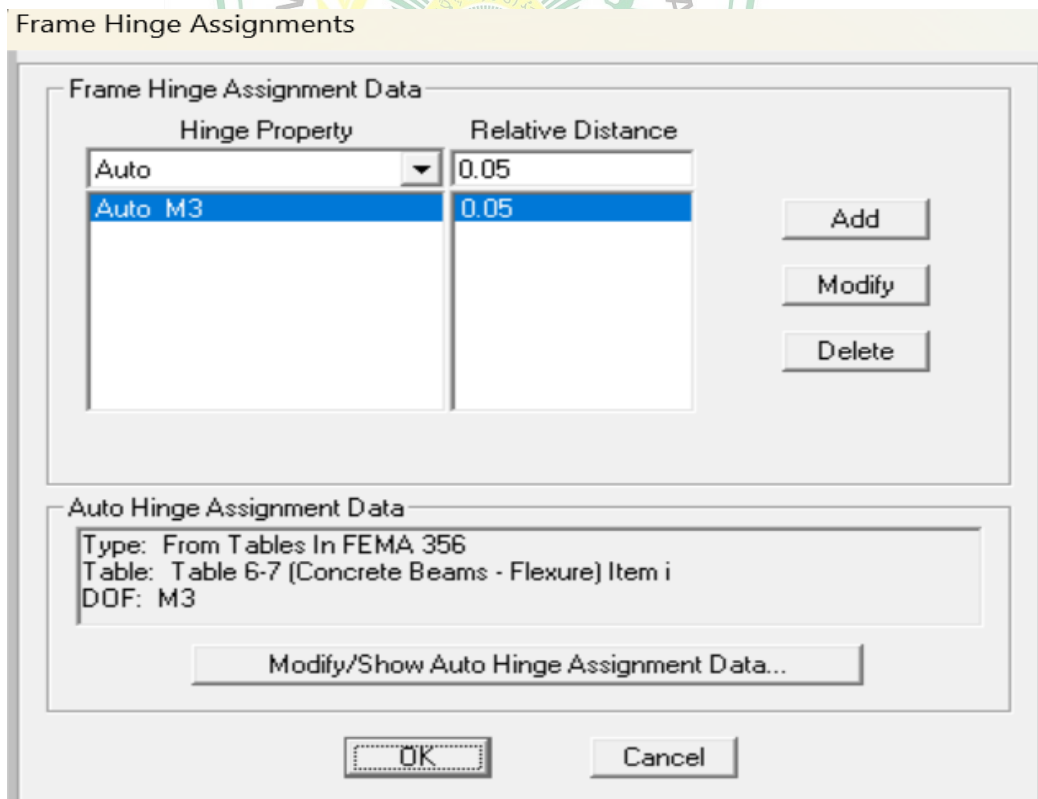 Frame Hinge Assignments
Frame Hinge Assignment Data
Hinge Property Relative Distance
Auto 0.05
Auto M3 0.05
Add
Modify
Delete
Auto Hinge Assignment Data
Type: From Tables In FEMA 356
Table: Table 6-7 (Concrete Beams - Flexure) Item i
DOF: M3
Modify/Show Auto Hinge Assignment Data...
OK Cancel